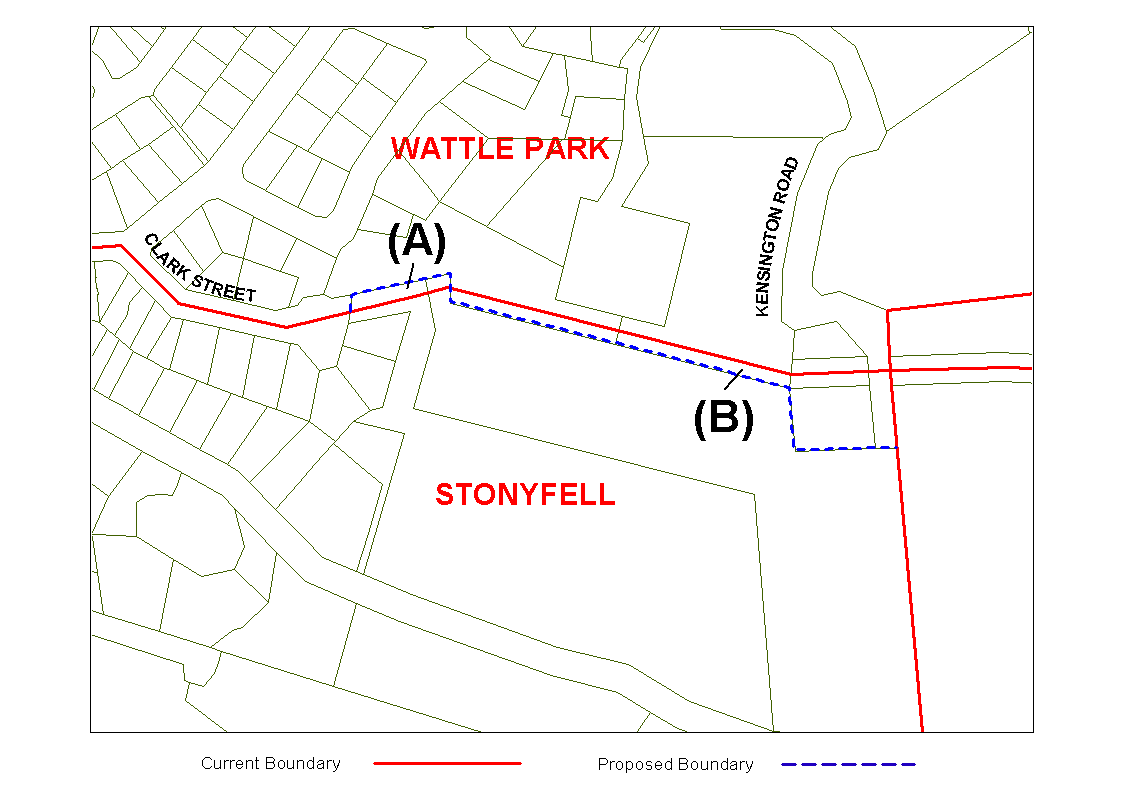 WATTLE PARK
KENSINGTON ROAD
(A)
CLARK STREET
(B)
STONYFELL
Current Boundary
Proposed Boundary